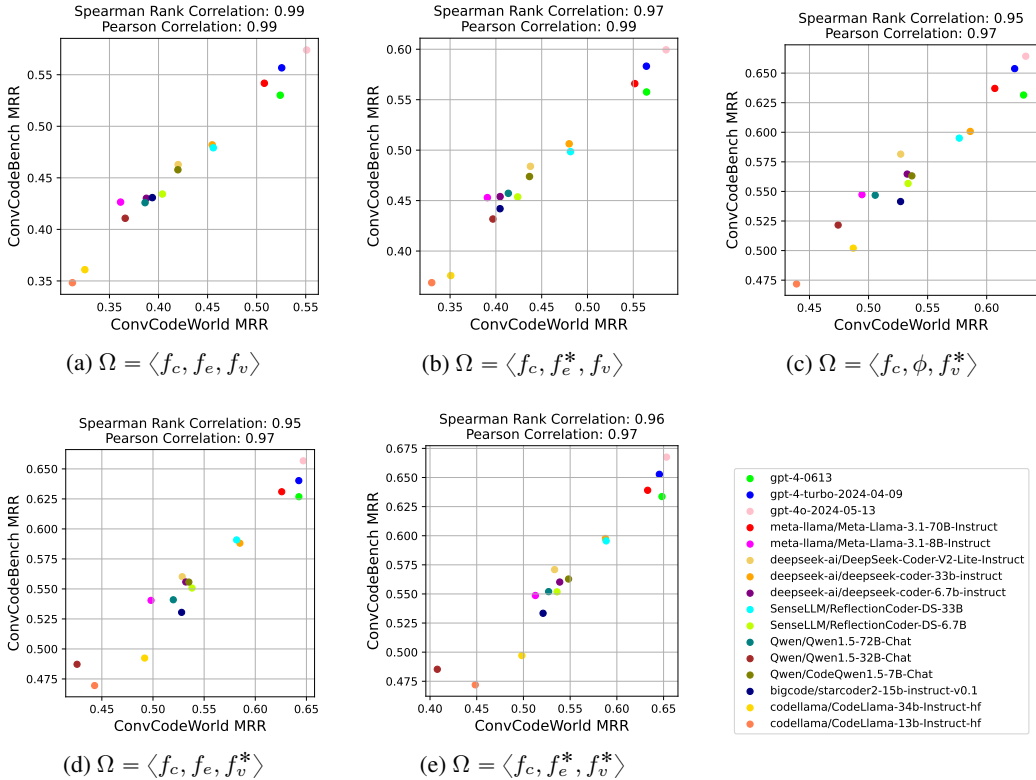 Spearman Rank Correlation: 0.99
Pearson Correlation: 0.99
ConvCodeBench MRR
0.55
0.50
0.45
0.40
0.35
0.35 0.40 0.45 0.50 0.55
ConvCodeWorld MRR
(a) Ω = ⟨f_c, f_e, f_v⟩
Spearman Rank Correlation: 0.97
Pearson Correlation: 0.99
ConvCodeBench MRR
0.60
0.55
0.50
0.45
0.40
0.35 0.40 0.45 0.50 0.55
ConvCodeWorld MRR
(b) Ω = ⟨f_c, f_e^*, f_v⟩
Spearman Rank Correlation: 0.95
Pearson Correlation: 0.97
ConvCodeBench MRR
0.650
0.625
0.600
0.575
0.550
0.525
0.500
0.475
0.45 0.50 0.55 0.60
ConvCodeWorld MRR
(c) Ω = ⟨f_c, ϕ, f_v^*⟩
Spearman Rank Correlation: 0.95
Pearson Correlation: 0.97
ConvCodeBench MRR
0.650
0.625
0.600
0.575
0.550
0.525
0.500
0.475
0.45 0.50 0.55 0.60 0.65
ConvCodeWorld MRR
(d) Ω = ⟨f_c, f_e, f_v^*⟩
Spearman Rank Correlation: 0.96
Pearson Correlation: 0.97
ConvCodeBench MRR
0.675
0.650
0.625
0.600
0.575
0.550
0.525
0.500
0.475
0.40 0.45 0.50 0.55 0.60 0.65
ConvCodeWorld MRR
(e) Ω = ⟨f_c, f_e^*, f_v^*⟩
gpt-4-0613
gpt-4-turbo-2024-04-09
gpt-4o-2024-05-13
meta-llama/Meta-Llama-3.1-70B-Instruct
meta-llama/Meta-Llama-3.1-8B-Instruct
deepseek-ai/DeepSeek-Coder-V2-Lite-Instruct
deepseek-ai/deepseek-coder-33b-instruct
deepseek-ai/deepseek-coder-6.7b-instruct
SenseLLM/ReflectionCoder-DS-33B
SenseLLM/ReflectionCoder-DS-6.7B
Qwen/Qwen1.5-72B-Chat
Qwen/Qwen1.5-32B-Chat
Qwen/CodeQwen1.5-7B-Chat
bigcode/starcoder2-15b-instruct-v0.1
codellama/CodeLlama-34b-Instruct-hf
codellama/CodeLlama-13b-Instruct-hf